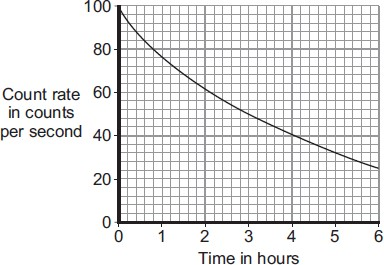 100
80
60
40
20
0
Count rate
in counts
per second
0 1 2 3 4 5 6
Time in hours